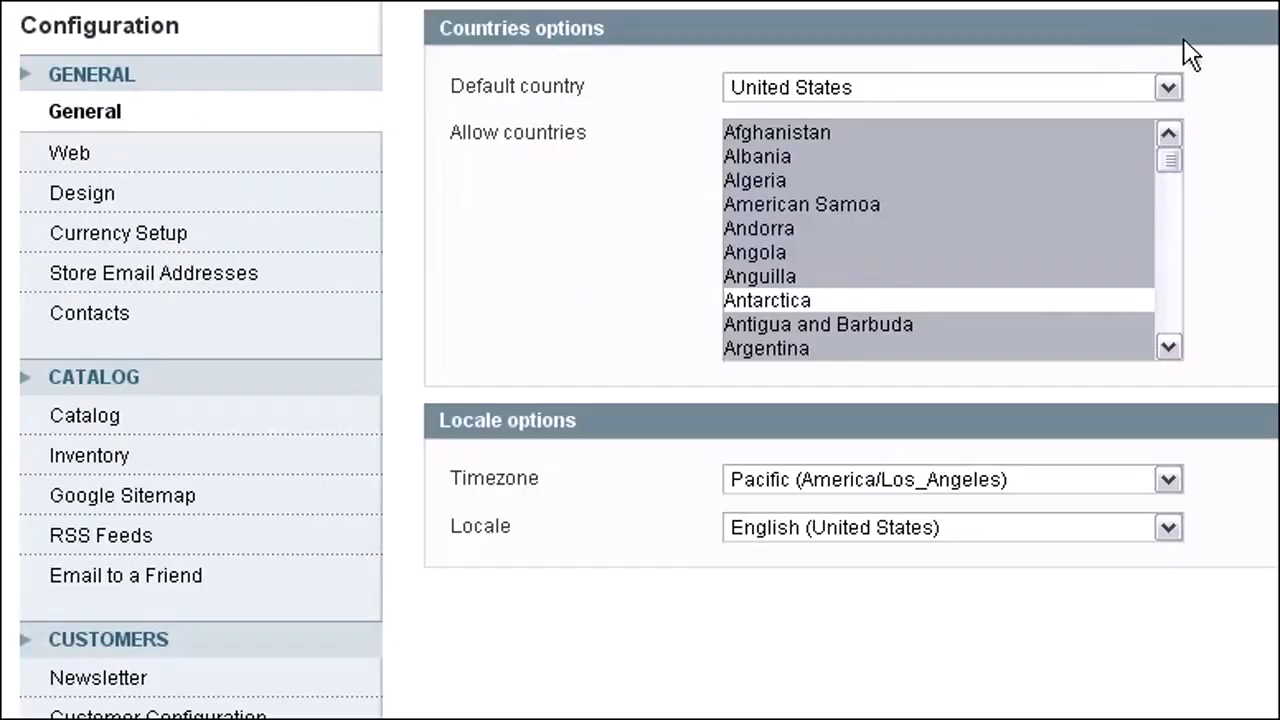 Configuration
GENERAL
General
Web
Design
Currency Setup
Store Email Addresses
Contacts
CATALOG
Catalog
Inventory
Google Sitemap
RSS Feeds
Email to a Friend
CUSTOMERS
Newsletter
Customer Configuration
Countries options
Default country United States
Allow countries
Afghanistan
Albania
Algeria
American Samoa
Andorra
Angola
Anguilla
Antarctica
Antigua and Barbuda
Argentina
Locale options
Timezone Pacific (America/Los_Angeles)
Locale English (United States)